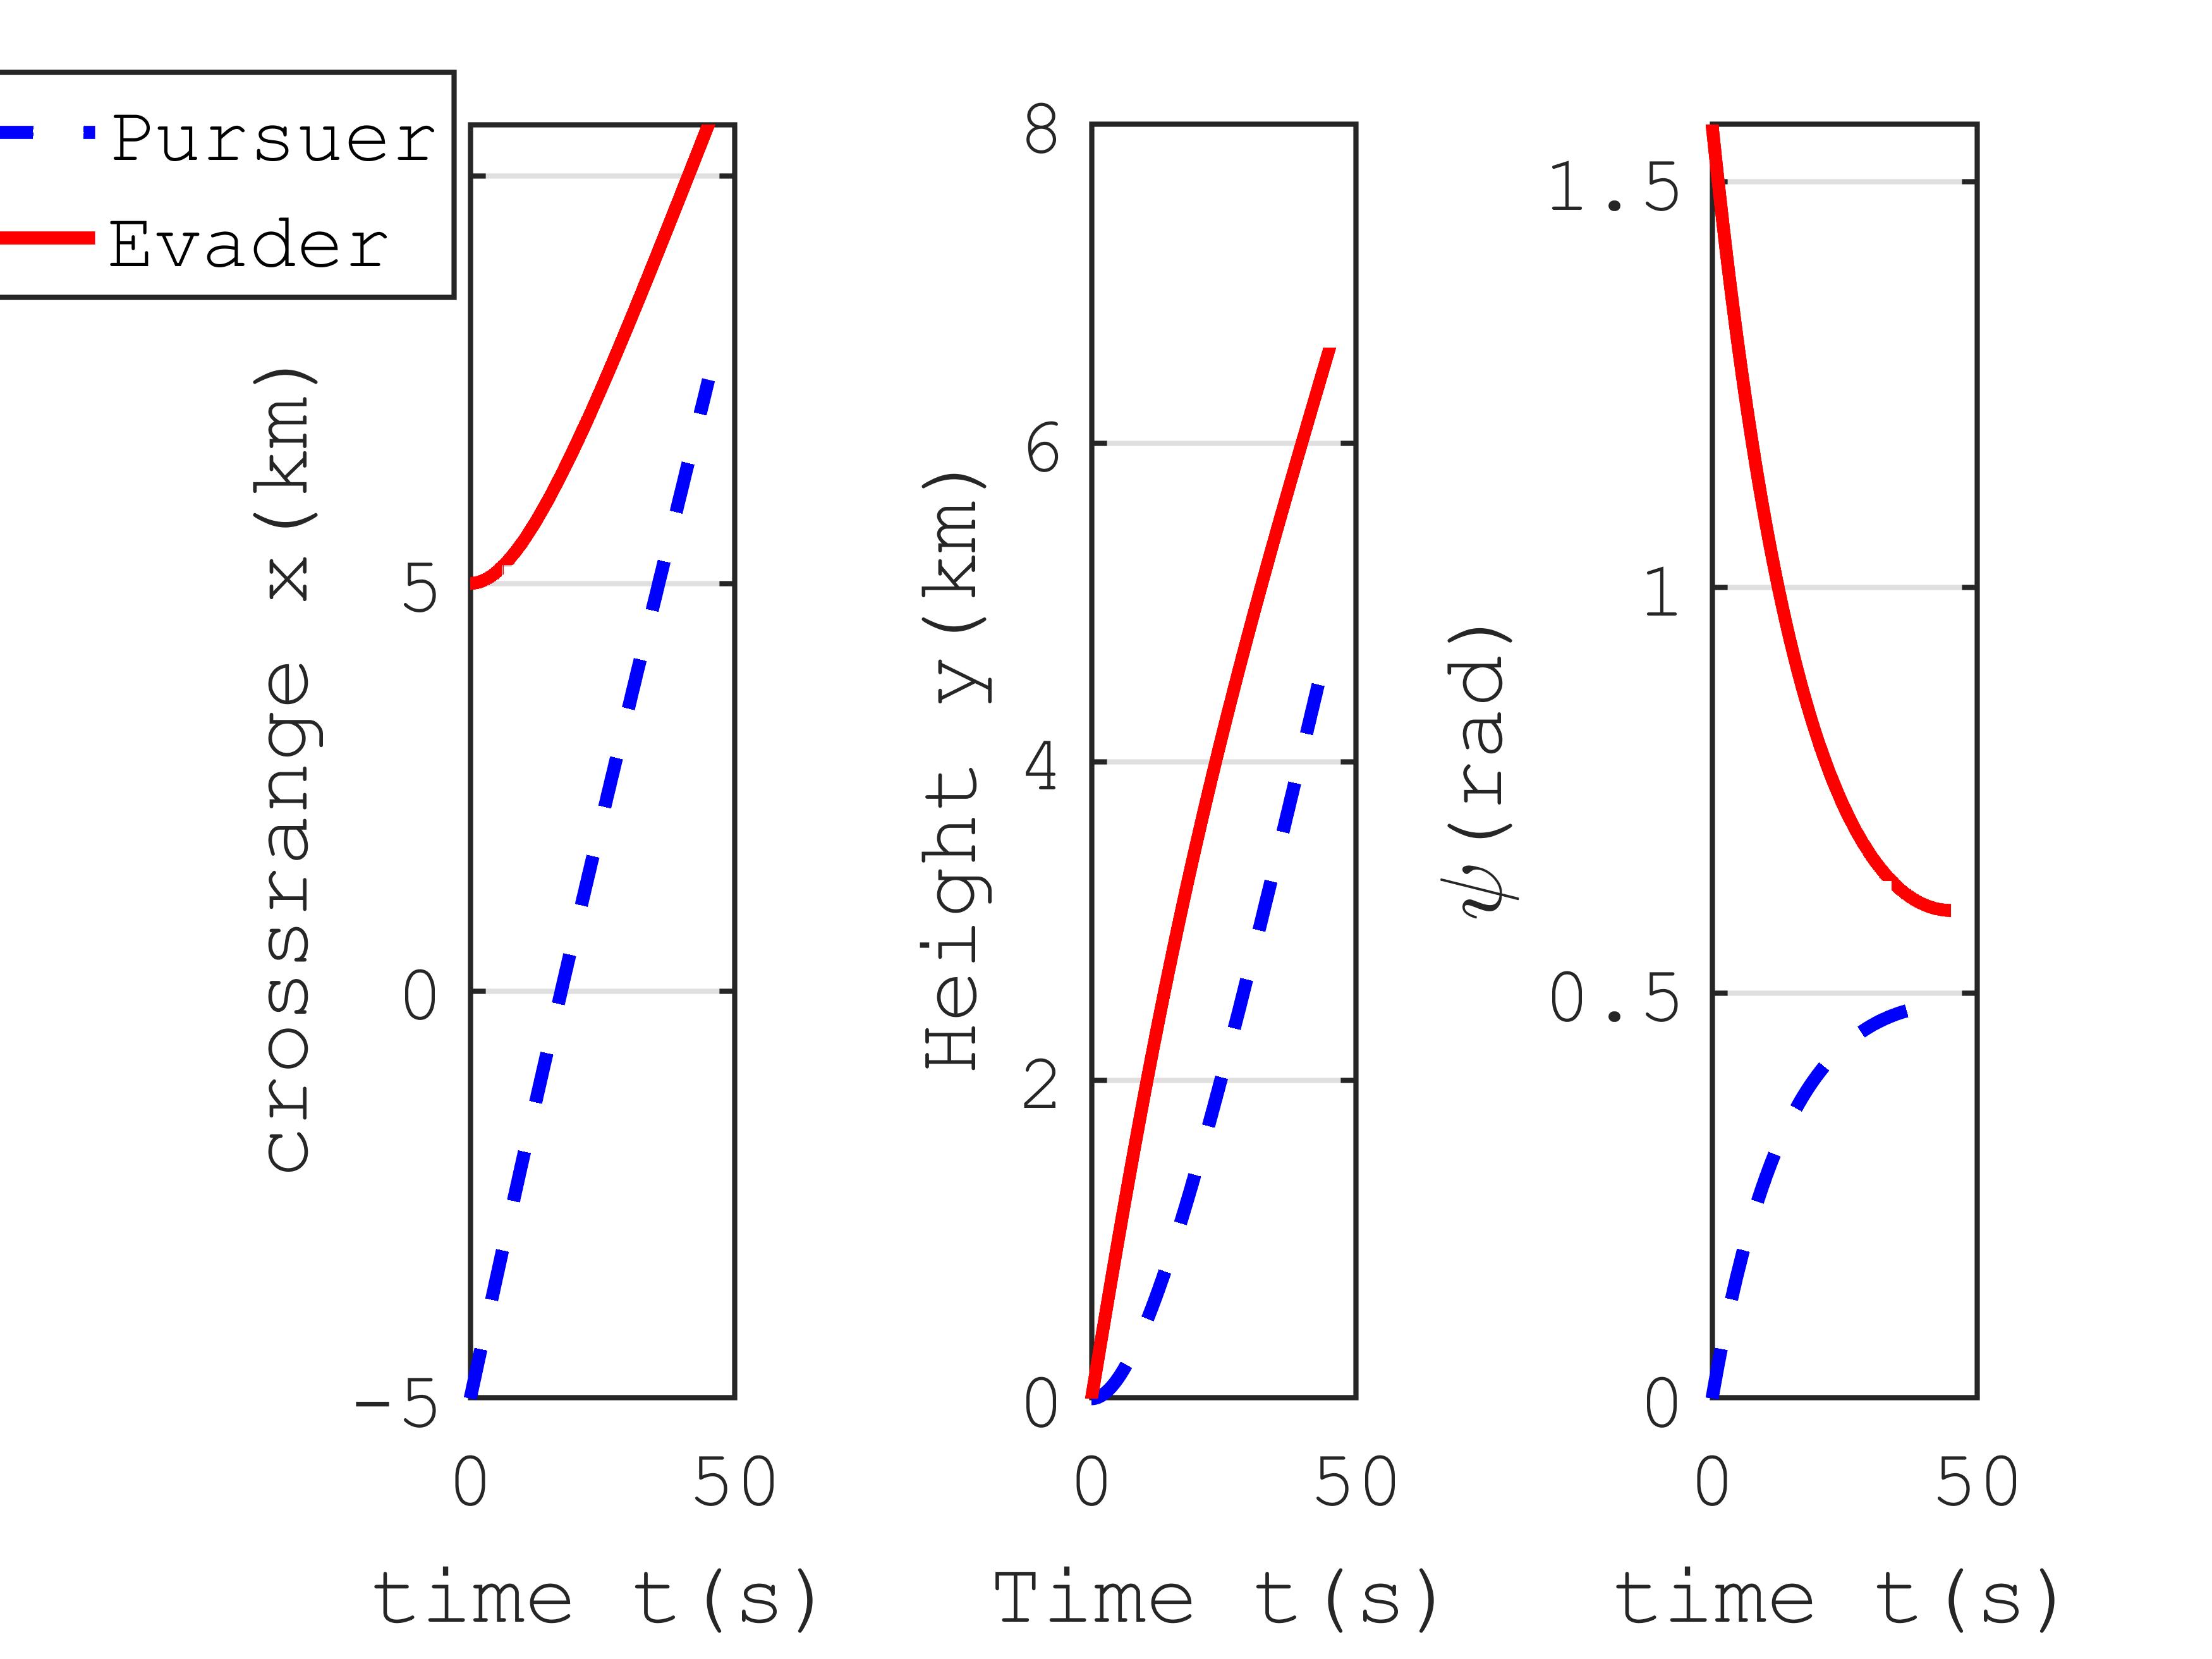 Pursuer
Evader
crossrange x(km)
5
0
-5
0 50
time t(s)
Height y(km)
8
6
4
2
0
0 50
Time t(s)
ψ(rad)
1.5
1
0.5
0
0 50
time t(s)